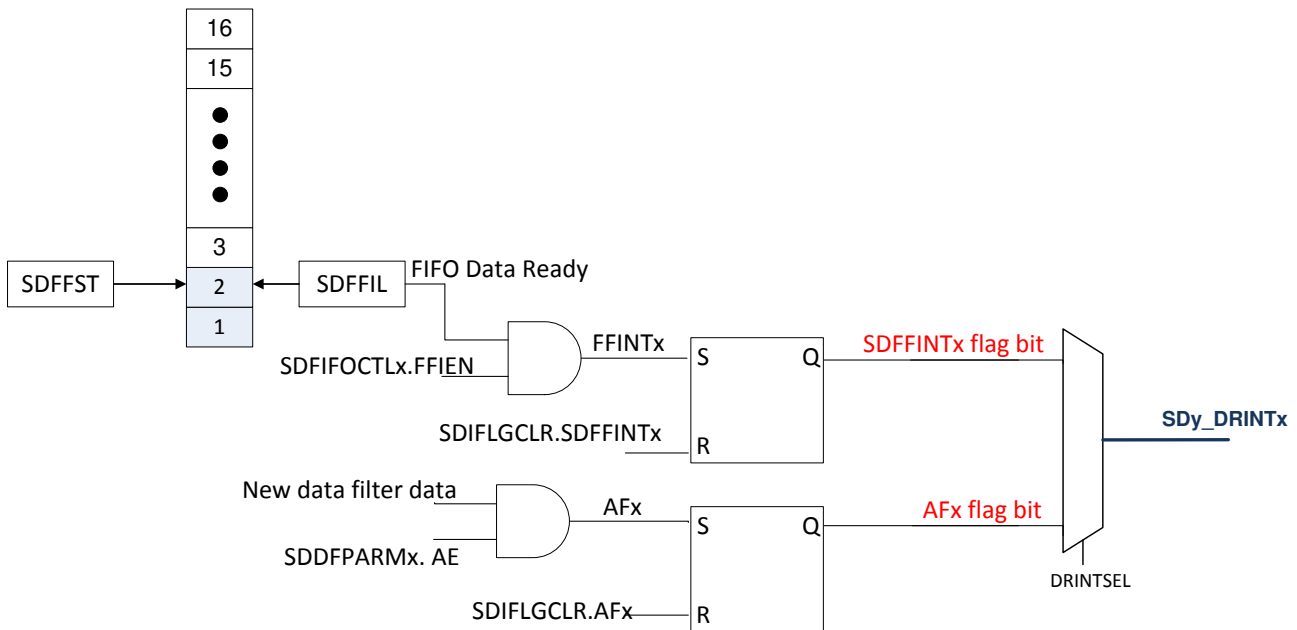 16
15
3
SDFFST
2
SDFFIL
FIFO Data Ready
1
SDFIFOCTLx.FFIEN
FFINTx
S
Q
SDFFINTx flag bit
SDIFLGCLR.SDFFINTx
R
SDy_DRINTx
New data filter data
SDDFPARMx. AE
AFx
S
Q
AFx flag bit
DRINTSEL
SDIFLGCLR.AFx
R